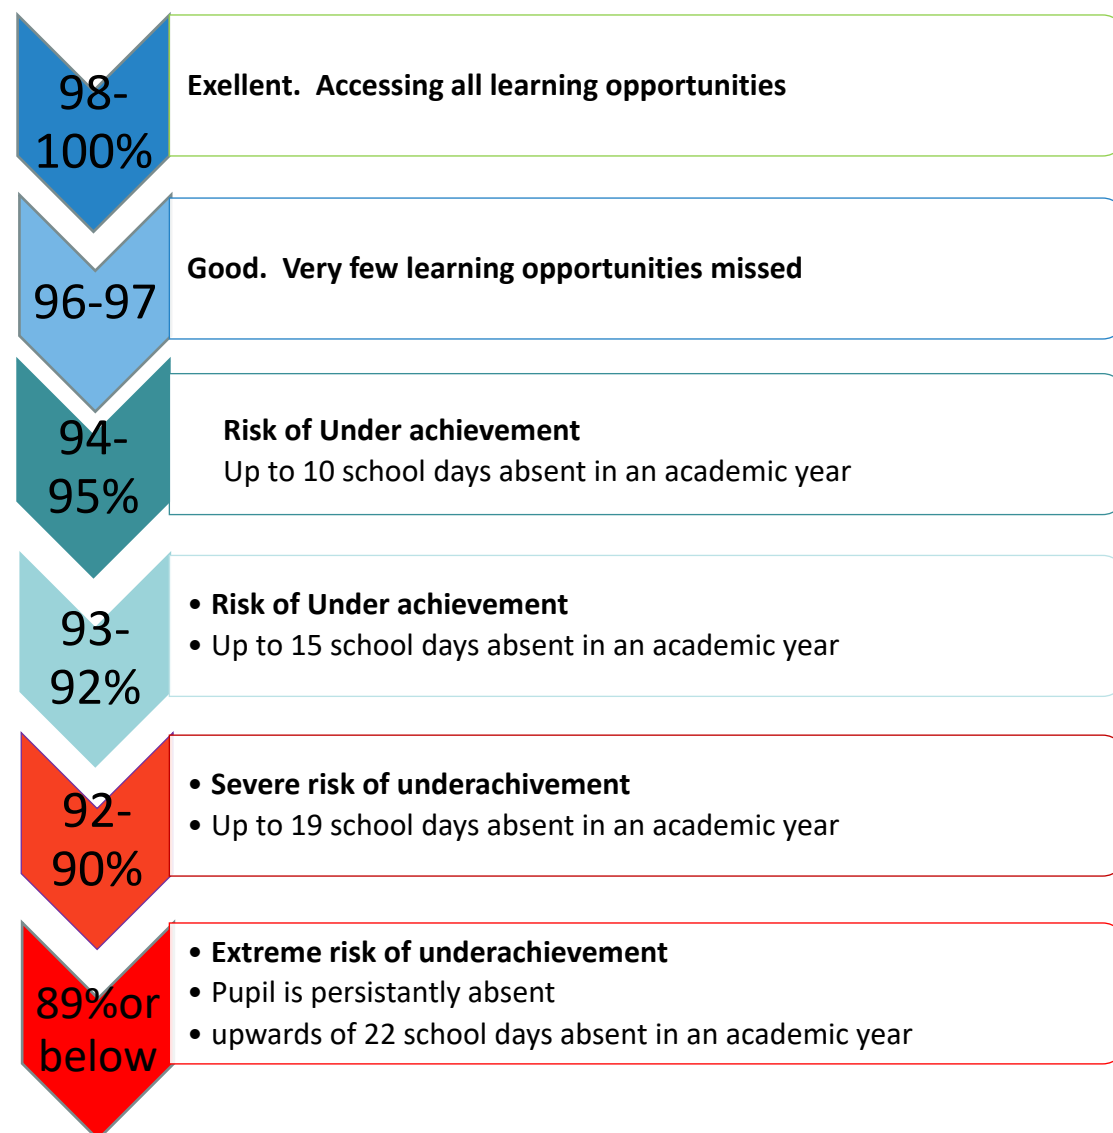 98-
100%
Exellent.  Accessing all learning opportunities
96-97
Good.  Very few learning opportunities missed
94-
95%
Risk of Under achievement
Up to 10 school days absent in an academic year
93-
92%
• Risk of Under achievement
• Up to 15 school days absent in an academic year
92-
90%
• Severe risk of underachivement
• Up to 19 school days absent in an academic year
89%or
below
• Extreme risk of underachievement
• Pupil is persistantly absent
• upwards of 22 school days absent in an academic year